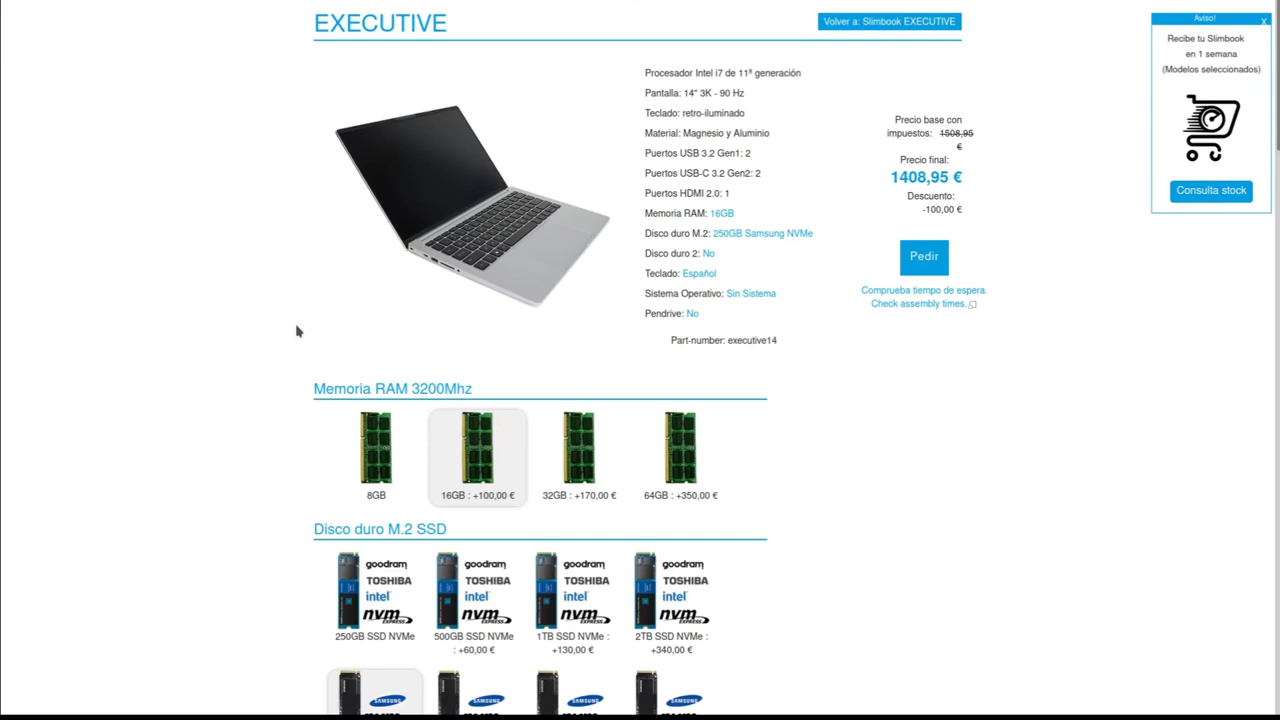 EXECUTIVE
Volver a: Slimbook EXECUTIVE
Procesador Intel i7 de 11ª generación
Pantalla: 14" 3K - 90 Hz
Teclado: retro-iluminado
Material: Magnesio y Aluminio
Puertos USB 3.2 Gen1: 2
Puertos USB-C 3.2 Gen2: 2
Puertos HDMI 2.0: 1
Memoria RAM: 16GB
Disco duro M.2: 250GB Samsung NVMe
Disco duro 2: No
Teclado: Español
Sistema Operativo: Sin Sistema
Pendrive: No
Part-number: executive14
Precio base con
impuestos: 1508,95
€
Precio final:
1408,95 €
Descuento:
-100,00 €
Pedir
Comprueba tiempo de espera.
Check assembly times.
Aviso!
X
Recibe tu Slimbook
en 1 semana
(Modelos seleccionados)
Consulta stock
Memoria RAM 3200Mhz
8GB
16GB : +100,00 €
32GB : +170,00 €
64GB : +350,00 €
Disco duro M.2 SSD
goodram
TOSHIBA
intel
nvm
EXPRESS
250GB SSD NVMe
goodram
TOSHIBA
intel
nvm
EXPRESS
500GB SSD NVMe
: +60,00 €
goodram
TOSHIBA
intel
nvm
EXPRESS
1TB SSD NVMe :
+130,00 €
goodram
TOSHIBA
intel
nvm
EXPRESS
2TB SSD NVMe :
+340,00 €
SAMSUNG
SAMSUNG
SAMSUNG
SAMSUNG